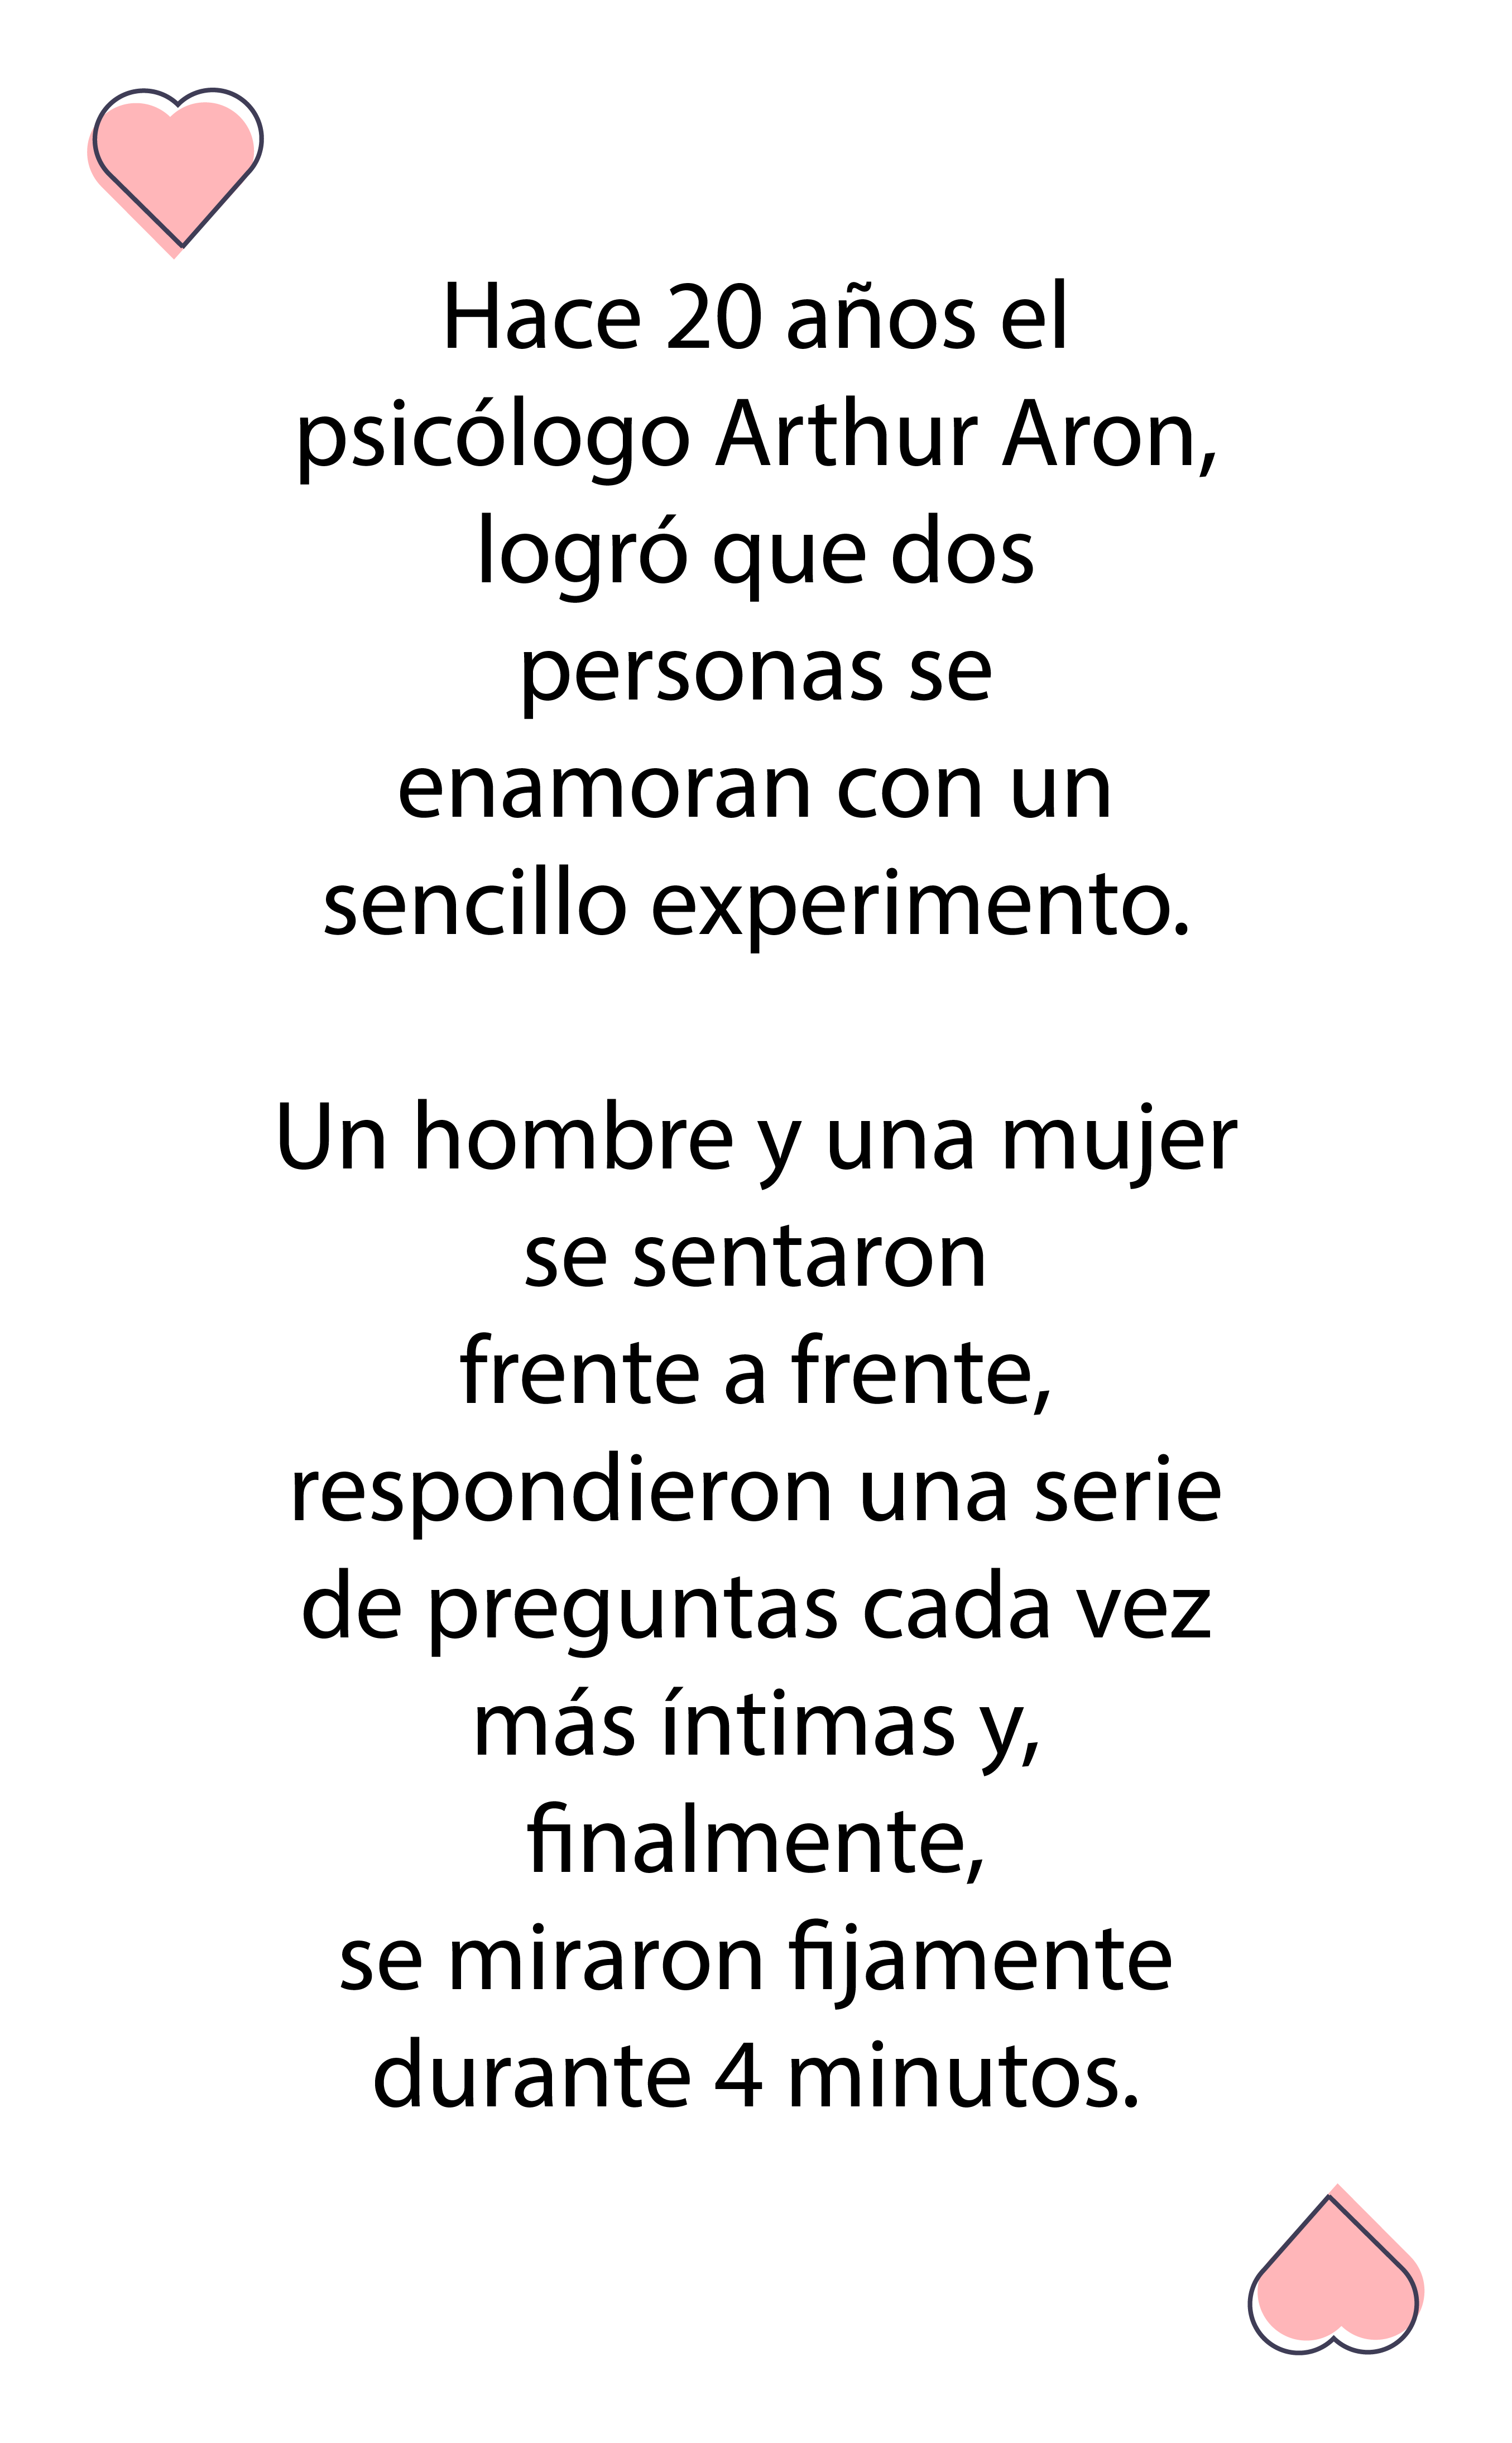 Hace 20 años el
psicólogo Arthur Aron,
logró que dos
personas se
enamoran con un
sencillo experimento.
Un hombre y una mujer
se sentaron
frente a frente,
respondieron una serie
de preguntas cada vez
más íntimas y,
finalmente,
se miraron fijamente
durante 4 minutos.